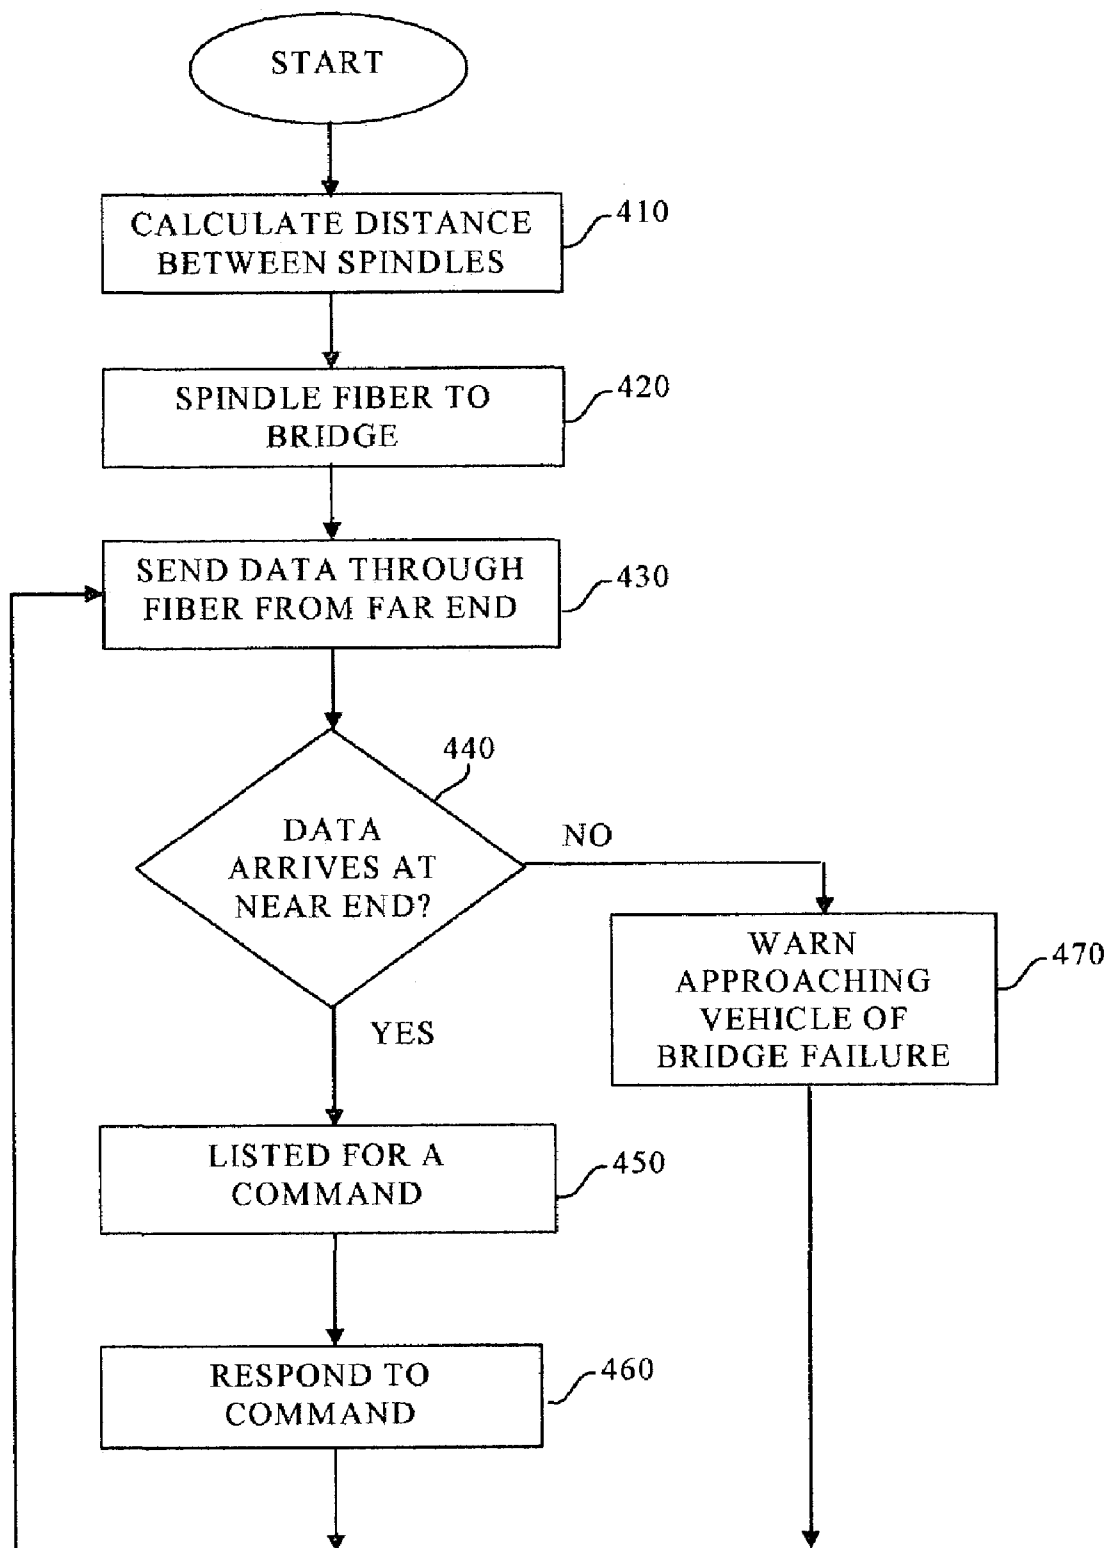 START
CALCULATE DISTANCE
BETWEEN SPINDLES
410
SPINDLE FIBER TO
BRIDGE
420
SEND DATA THROUGH
FIBER FROM FAR END
430
440
DATA
ARRIVES AT
NEAR END?
NO
YES
WARN
APPROACHING
VEHICLE OF
BRIDGE FAILURE
470
LISTED FOR A
COMMAND
450
RESPOND TO
COMMAND
460